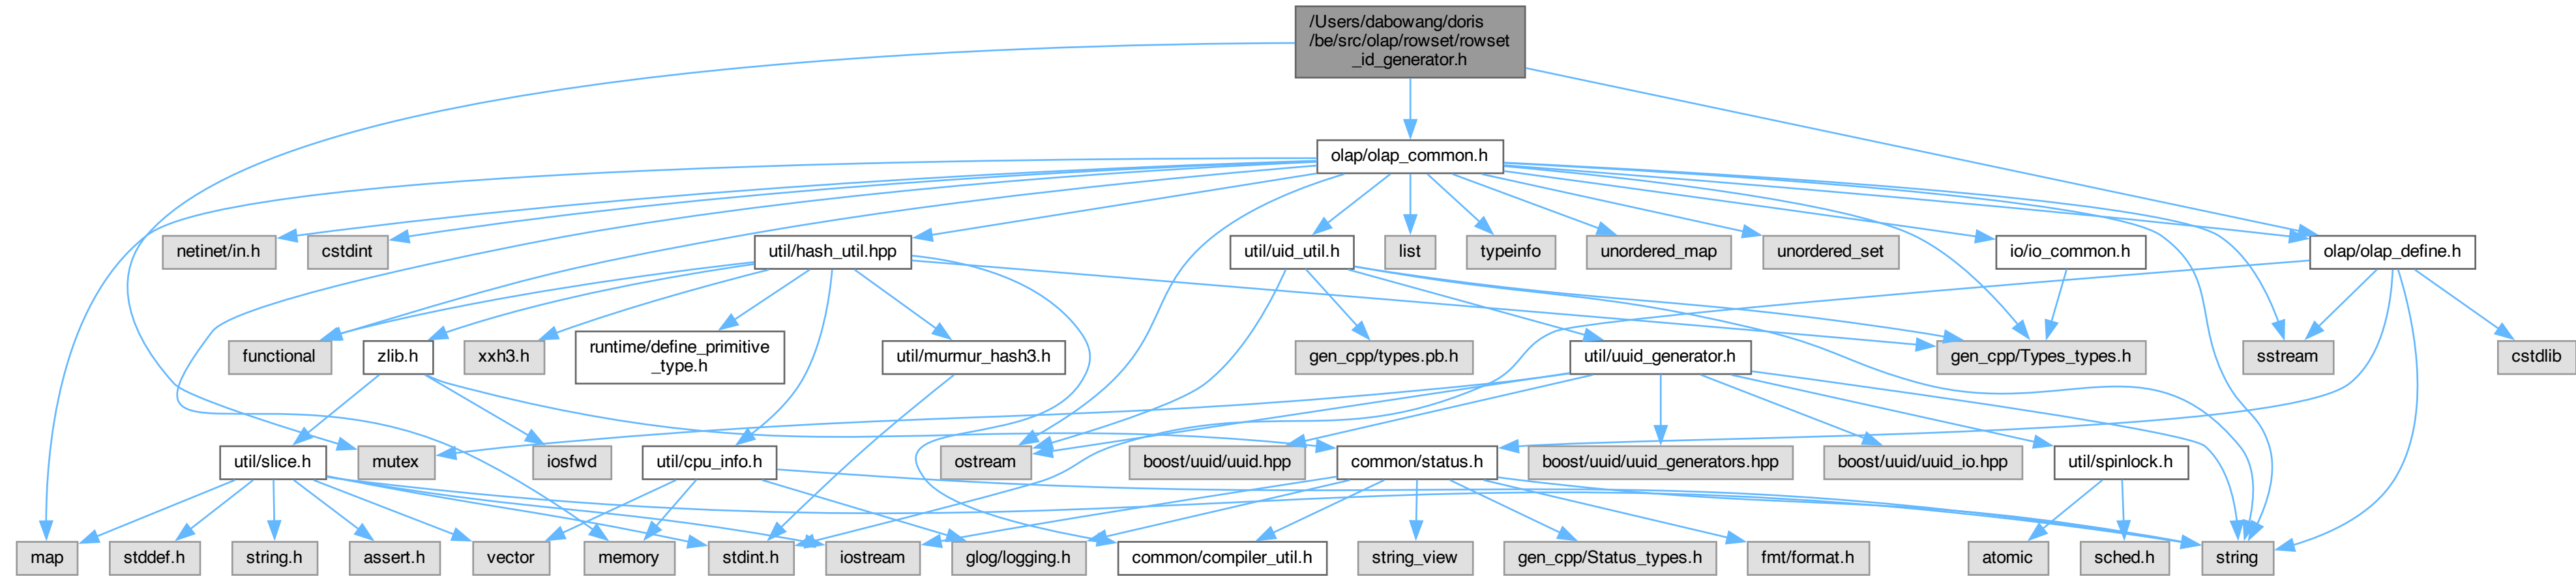 /Users/dabowang/doris
/be/src/olap/rowset/rowset
_id_generator.h
olap/olap_common.h
netinet/in.h
cstdint
util/hash_util.hpp
util/uid_util.h
list
typeinfo
unordered_map
unordered_set
io/io_common.h
olap/olap_define.h
functional
zlib.h
xxh3.h
runtime/define_primitive
_type.h
util/murmur_hash3.h
gen_cpp/types.pb.h
util/uuid_generator.h
gen_cpp/Types_types.h
sstream
cstdlib
util/slice.h
mutex
iosfwd
util/cpu_info.h
ostream
boost/uuid/uuid.hpp
common/status.h
boost/uuid/uuid_generators.hpp
boost/uuid/uuid_io.hpp
util/spinlock.h
map
stddef.h
string.h
assert.h
vector
memory
stdint.h
iostream
glog/logging.h
common/compiler_util.h
string_view
gen_cpp/Status_types.h
fmt/format.h
atomic
sched.h
string